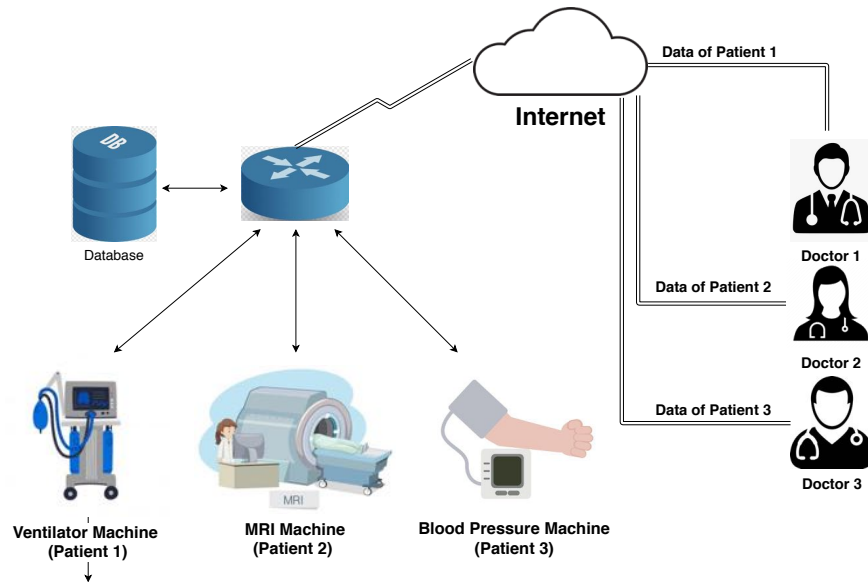 Data of Patient 1
Internet
DB
Database
Doctor 1
Data of Patient 2
Doctor 2
Data of Patient 3
Doctor 3
MRI
Ventilator Machine
(Patient 1)
MRI Machine
(Patient 2)
Blood Pressure Machine
(Patient 3)